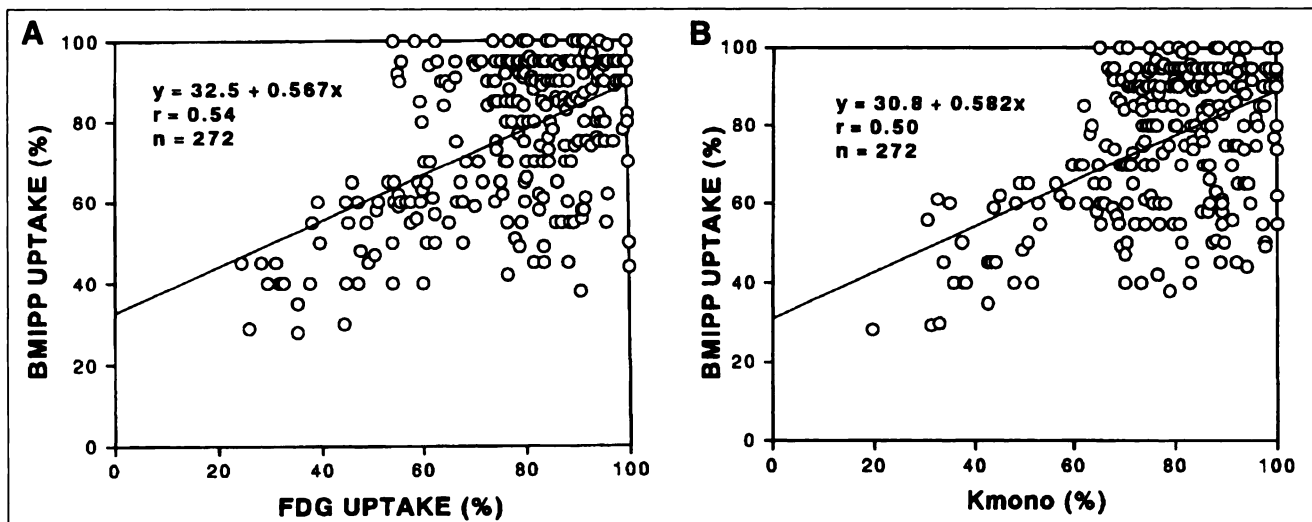 A
BMIPP UPTAKE (%)
100
80
60
40
20
0
y = 32.5 + 0.567x
r = 0.54
n = 272
0 20 40 60 80 100
FDG UPTAKE (%)
B
BMIPP UPTAKE (%)
100
80
60
40
20
0
y = 30.8 + 0.582x
r = 0.50
n = 272
0 20 40 60 80 100
Kmono (%)